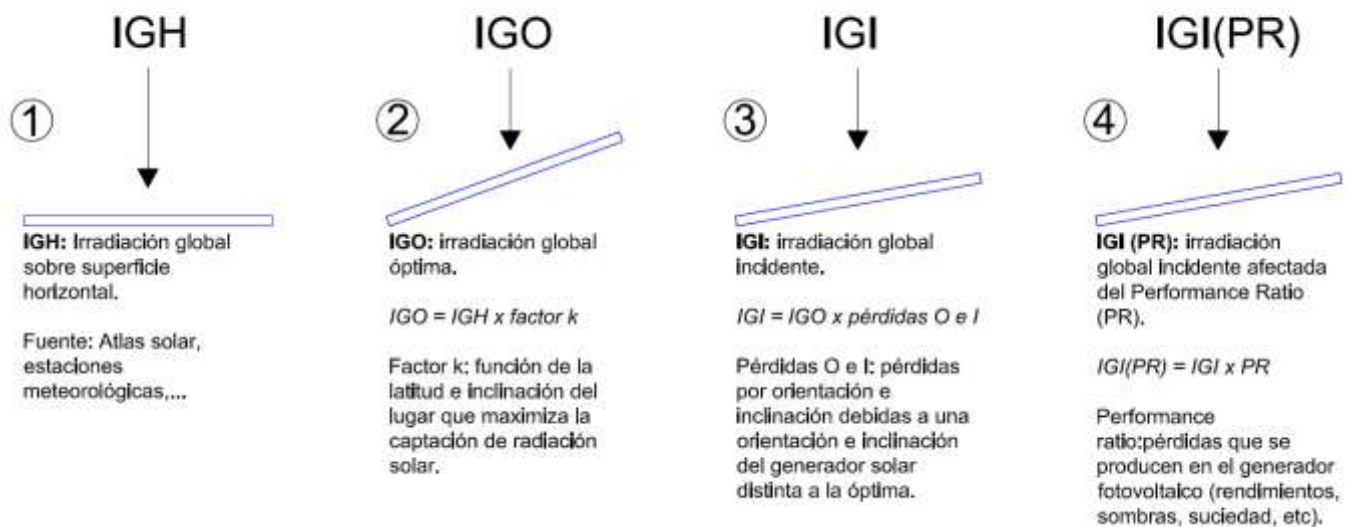 IGH
1
IGH: Irradiación global
sobre superficie
horizontal.
Fuente: Atlas solar,
estaciones
meteorológicas,...
IGO
2
IGO: irradiación global
óptima.
IGO = IGH x factor k
Factor k: función de la
latitud e inclinación del
lugar que maximiza la
captación de radiación
solar.
IGI
3
IGI: irradiación global
incidente.
IGI = IGO x pérdidas O e I
Pérdidas O e I: pérdidas
por orientación e
inclinación debidas a una
orientación e inclinación
del generador solar
distinta a la óptima.
IGI(PR)
4
IGI (PR): irradiación
global incidente afectada
del Performance Ratio
(PR).
IGI(PR) = IGI x PR
Performance
ratio:pérdidas que se
producen en el generador
fotovoltaico (rendimientos,
sombras, suciedad, etc).